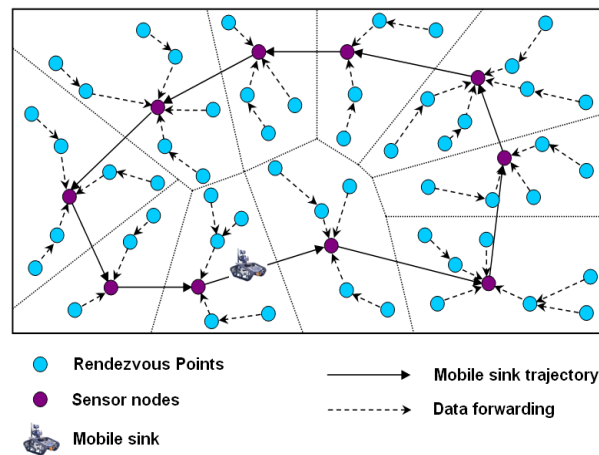 Rendezvous Points
Mobile sink trajectory
Sensor nodes
Data forwarding
Mobile sink